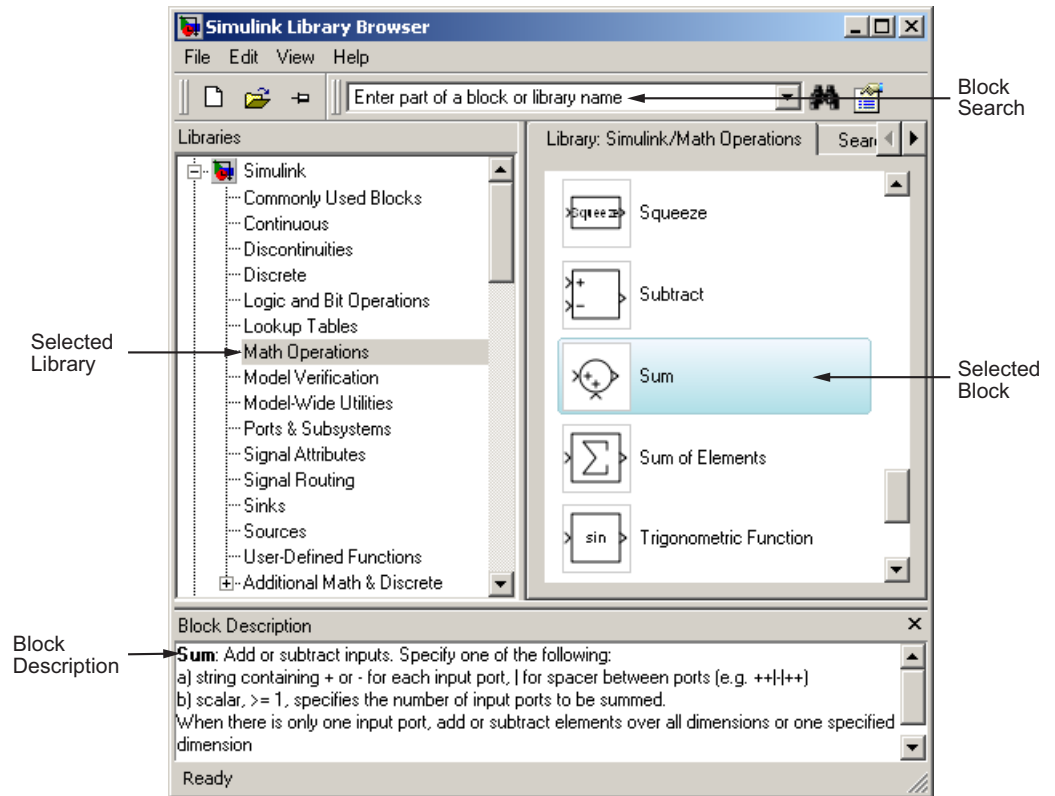 Simulink Library Browser
File Edit View Help
Enter part of a block or library name
Block
Search
Libraries
Library: Simulink/Math Operations
Sear
Simulink
Commonly Used Blocks
Continuous
Discontinuities
Discrete
Logic and Bit Operations
Lookup Tables
Math Operations
Model Verification
Model-Wide Utilities
Ports & Subsystems
Signal Attributes
Signal Routing
Sinks
Sources
User-Defined Functions
Additional Math & Discrete
Selected
Library
Squeeze
Squeeze
+
−
Subtract
+
+
Sum
Selected
Block
Σ
Sum of Elements
sin
Trigonometric Function
Block Description
Block
Description
Sum: Add or subtract inputs. Specify one of the following:
a) string containing + or - for each input port, | for spacer between ports (e.g. ++|-|++)
b) scalar, >= 1, specifies the number of input ports to be summed.
When there is only one input port, add or subtract elements over all dimensions or one specified
dimension
Ready